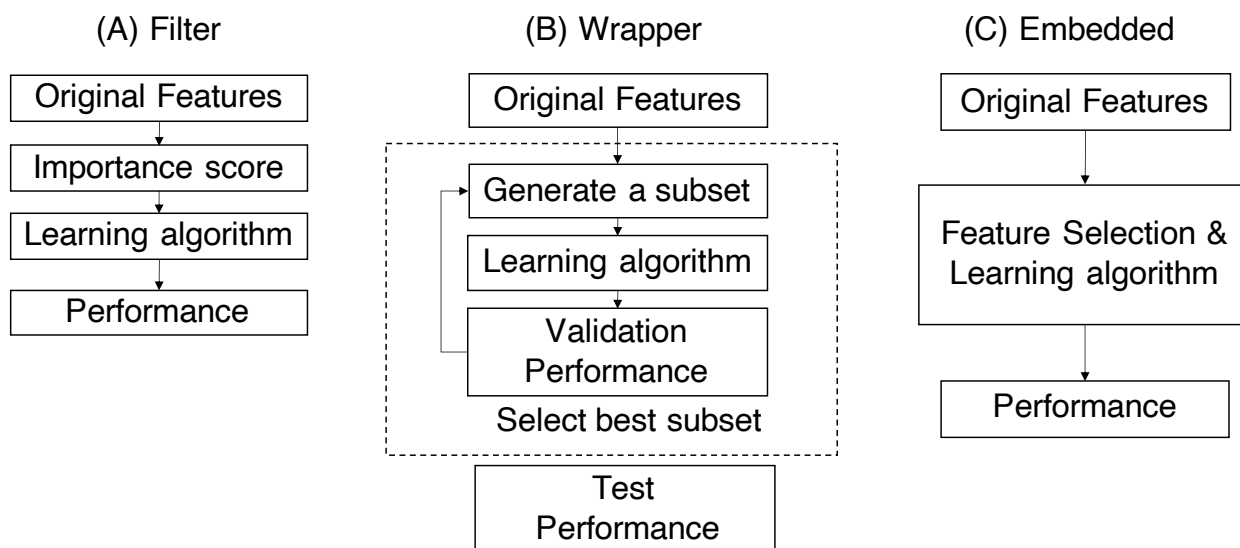 (A) Filter
Original Features
Importance score
Learning algorithm
Performance
(B) Wrapper
Original Features
Generate a subset
Learning algorithm
Validation
Performance
Select best subset
Test
Performance
(C) Embedded
Original Features
Feature Selection &
Learning algorithm
Performance